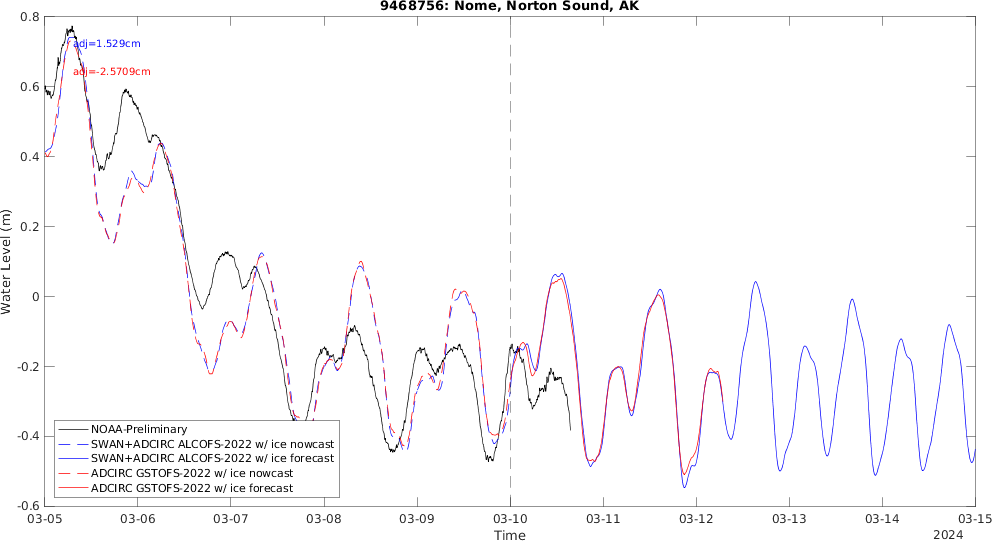 9468756: Nome, Norton Sound, AK
adj=1.529cm
adj=-2.5709cm
Water Level (m)
0.8
0.6
0.4
0.2
0
-0.2
-0.4
-0.6
NOAA-Preliminary
SWAN+ADCIRC ALCOFS-2022 w/ ice nowcast
SWAN+ADCIRC ALCOFS-2022 w/ ice forecast
ADCIRC GSTOFS-2022 w/ ice nowcast
ADCIRC GSTOFS-2022 w/ ice forecast
03-05 03-06 03-07 03-08 03-09 03-10 03-11 03-12 03-13 03-14 03-15
Time
2024